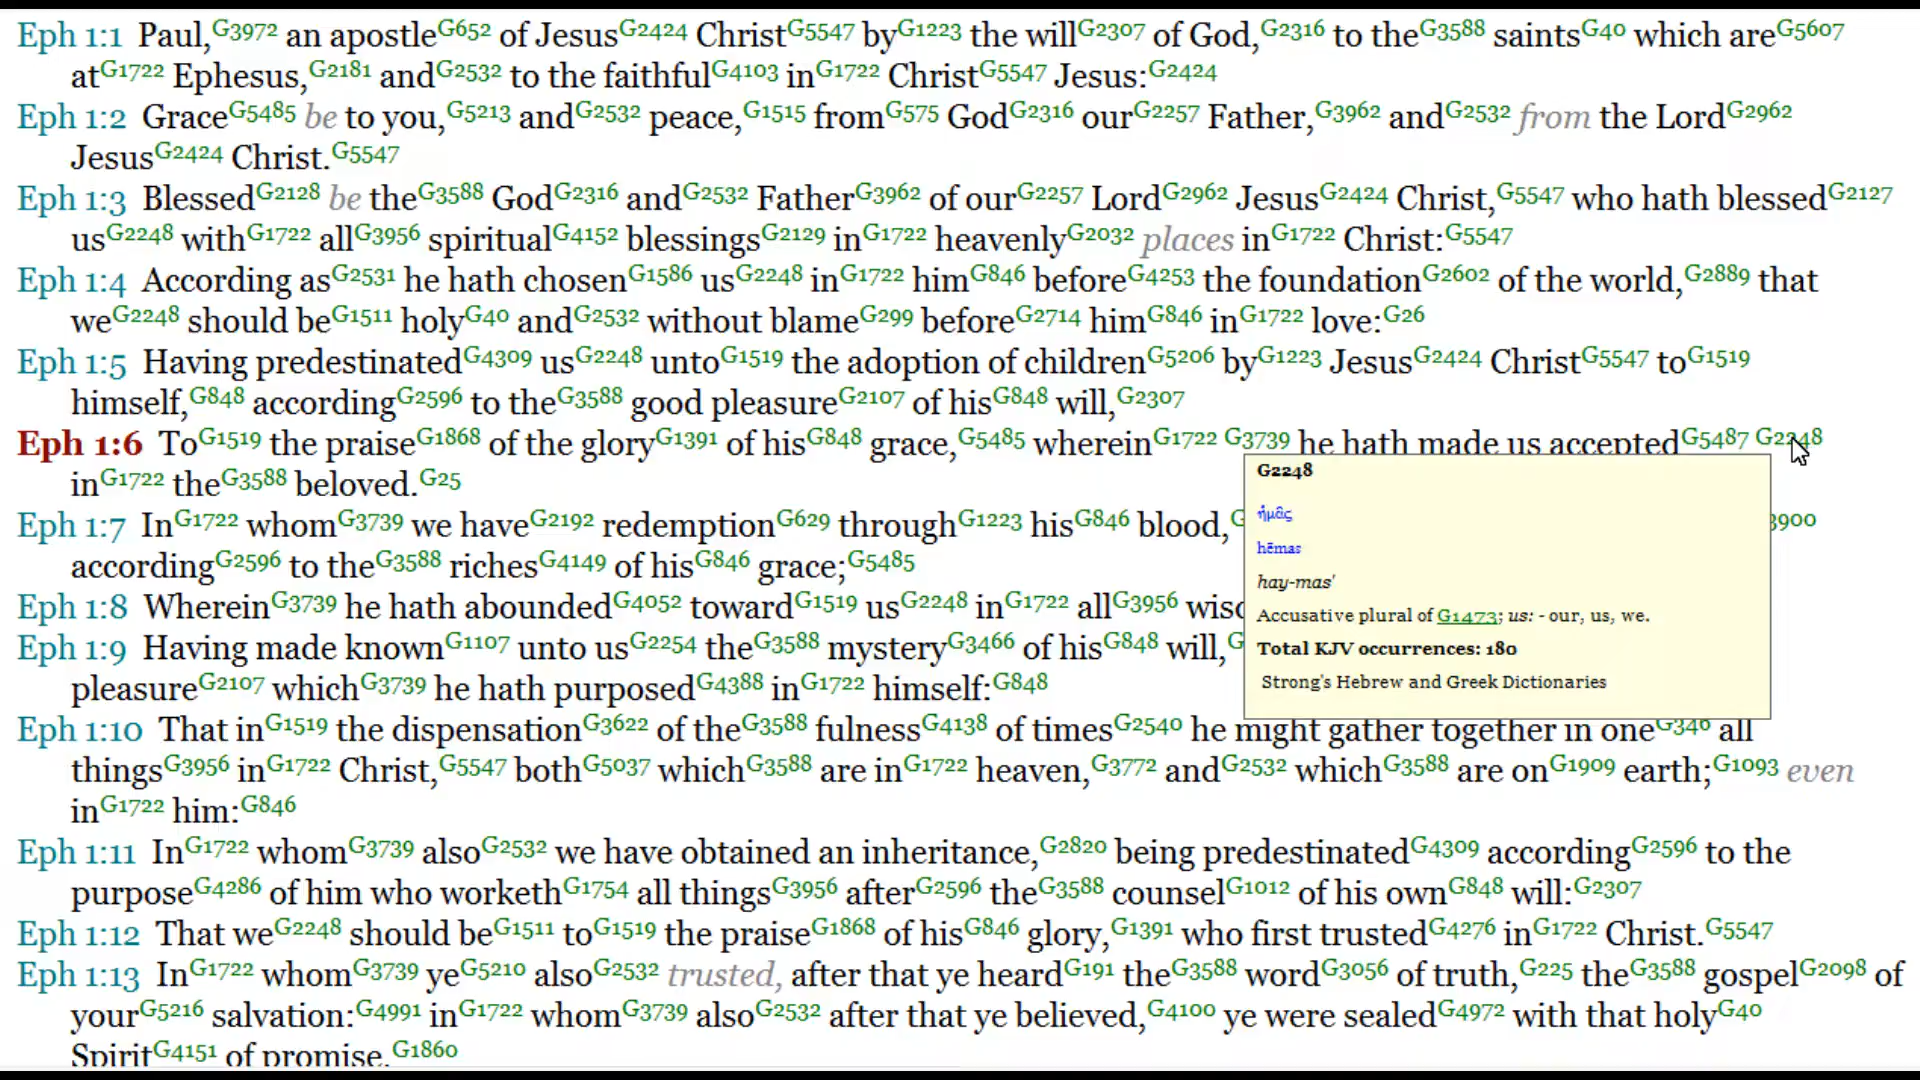 Eph 1:1 Paul,G3972 an apostleG652 of JesusG2424 ChristG5547 byG1223 the willG2307 of God,G2316 to theG3588 saintsG40 which areG5607
atG1722 Ephesus,G2181 andG2532 to the faithfulG4103 inG1722 ChristG5547 Jesus:G2424
Eph 1:2 GraceG5485 be to you,G5213 andG2532 peace,G1515 fromG575 GodG2316 ourG2257 Father,G3962 andG2532 from the LordG2962
JesusG2424 Christ.G5547
Eph 1:3 BlessedG2128 be theG3588 GodG2316 andG2532 FatherG3962 of ourG2257 LordG2962 JesusG2424 Christ,G5547 who hath blessedG2127
usG2248 withG1722 allG3956 spiritualG4152 blessingsG2129 inG1722 heavenlyG2032 places inG1722 Christ:G5547
Eph 1:4 According asG2531 he hath chosenG1586 usG2248 inG1722 himG846 beforeG4253 the foundationG2602 of the world,G2889 that
weG2248 should beG1511 holyG40 andG2532 without blameG299 beforeG2714 himG846 inG1722 love:G26
Eph 1:5 Having predestinatedG4309 usG2248 untoG1519 the adoption of childrenG5206 byG1223 JesusG2424 ChristG5547 toG1519
himself,G848 accordingG2596 to theG3588 good pleasureG2107 of hisG848 will,G2307
Eph 1:6 ToG1519 the praiseG1868 of the gloryG1391 of hisG848 grace,G5485 whereinG1722 G3739 he hath made us acceptedG5487 G2248
inG1722 theG3588 beloved.G25
Eph 1:7 InG1722 whomG3739 we haveG2192 redemptionG629 throughG1223 hisG846 blood,G 3900
accordingG2596 to theG3588 richesG4149 of hisG846 grace;G5485
Eph 1:8 WhereinG3739 he hath aboundedG4052 towardG1519 usG2248 inG1722 allG3956
Eph 1:9 Having made knownG1107 unto usG2254 theG3588 mysteryG3466 of hisG848 will,G
pleasureG2107 whichG3739 he hath purposedG4388 inG1722 himself:G848
G2248
ἡμᾶς
hēmas
hay-mas'
Accusative plural of G1473; us: - our, us, we.
Total KJV occurrences: 180
Strong's Hebrew and Greek Dictionaries
Eph 1:10 That inG1519 the dispensationG3622 of theG3588 fulnessG4138 of timesG2540 he might gather together in oneG346 all
thingsG3956 inG1722 Christ,G5547 bothG5037 whichG3588 are inG1722 heaven,G3772 andG2532 whichG3588 are onG1909 earth;G1093 even
inG1722 him:G846
Eph 1:11 InG1722 whomG3739 alsoG2532 we have obtained an inheritance,G2820 being predestinatedG4309 accordingG2596 to the
purposeG4286 of him who workethG1754 all thingsG3956 afterG2596 theG3588 counselG1012 of his ownG848 will:G2307
Eph 1:12 That weG2248 should beG1511 toG1519 the praiseG1868 of hisG846 glory,G1391 who first trustedG4276 inG1722 Christ.G5547
Eph 1:13 InG1722 whomG3739 yeG5210 alsoG2532 trusted, after that ye heardG191 theG3588 wordG3056 of truth,G225 theG3588 gospelG2098 of
yourG5216 salvation:G4991 inG1722 whomG3739 alsoG2532 after that ye believed,G4100 ye were sealedG4972 with that holyG40
SpiritG4151 of promise.G1860